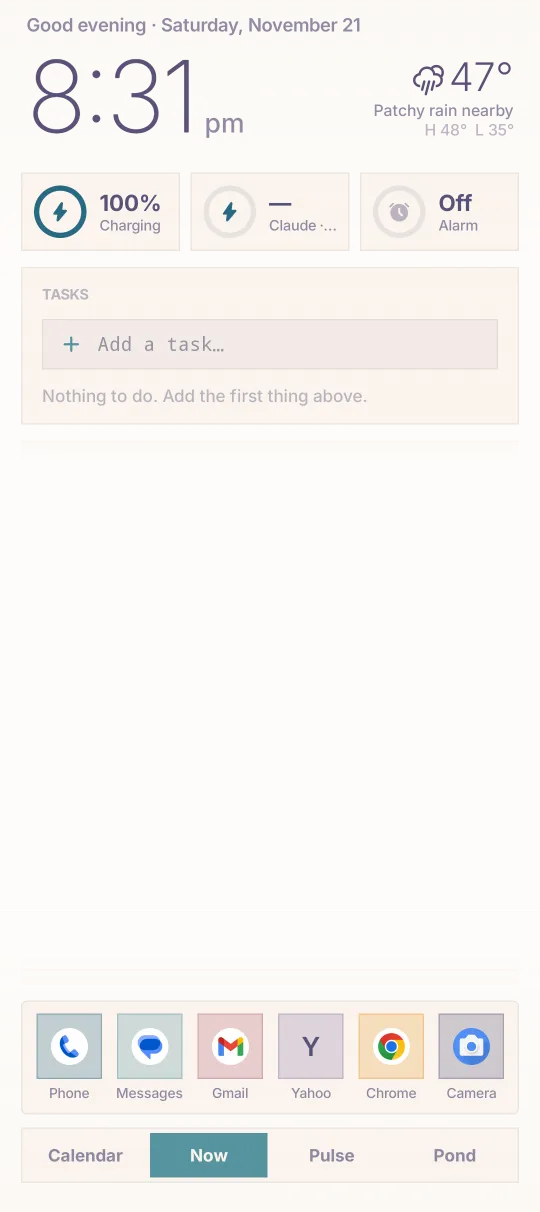 Good evening · Saturday, November 21
8:31 pm
47°
Patchy rain nearby
H 48° L 35°
100%
Charging
—
Claude ·…
Off
Alarm
TASKS
+ Add a task…
Nothing to do. Add the first thing above.
Y
Phone Messages Gmail Yahoo Chrome Camera
Calendar Now Pulse Pond